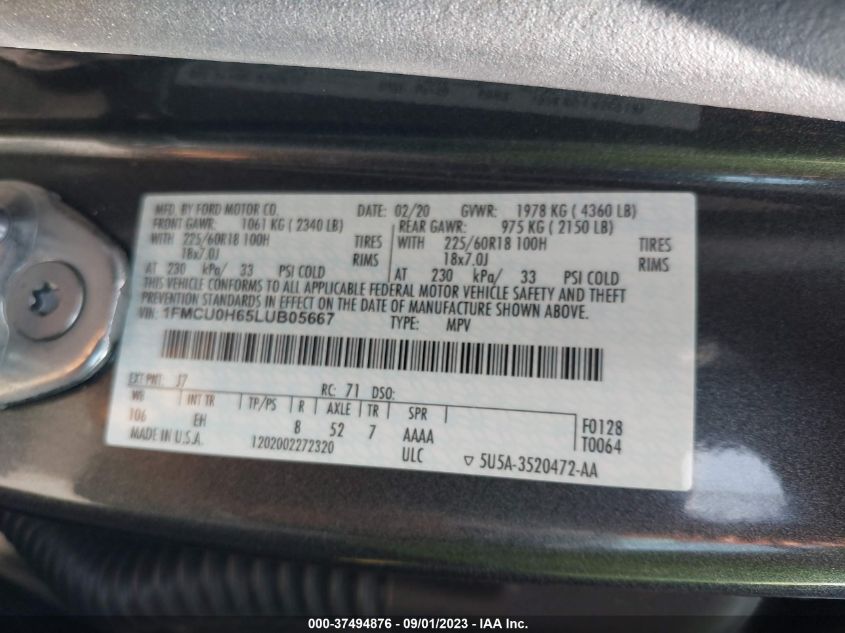 MFD. BY FORD MOTOR CO. DATE: 02/20 GVWR: 1978 KG ( 4360 LB)
FRONT GAWR: 1061 KG ( 2340 LB) REAR GAWR: 975 KG ( 2150 LB)
WITH 225/60R18 100H TIRES WITH 225/60R18 100H TIRES
18x7.0J RIMS 18x7.0J RIMS
AT 230 kPa/ 33 PSI COLD AT 230 kPa/ 33 PSI COLD
THIS VEHICLE CONFORMS TO ALL APPLICABLE FEDERAL MOTOR VEHICLE SAFETY AND THEFT
PREVENTION STANDARDS IN EFFECT ON THE DATE OF MANUFACTURE SHOWN ABOVE.
VIN: 1FMCU0H65LUB05667 TYPE: MPV
EXT PNT: J7 RC: 71 DSO:
WB INT TR TP/PS R AXLE TR SPR
106 EH 8 52 7 AAAA F0128
MADE IN U.S.A. 1202002272320 ULC T0064
▽ 5U5A-3520472-AA
000-37494876 - 09/01/2023 - IAA Inc.